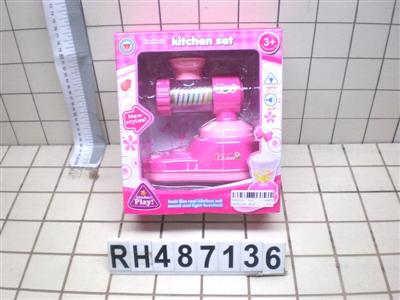 kitchen set
3+
New
styles!
Play!
look like real kitchen set
sound and light function!
RH487136